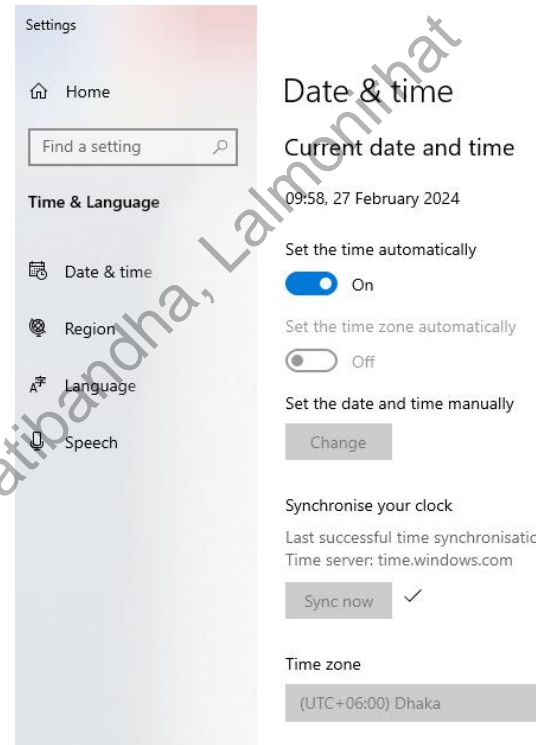 Settings
Home
Find a setting
Time & Language
Date & time
Region
Language
Speech
Date & time
Current date and time
09:58, 27 February 2024
Set the time automatically
On
Set the time zone automatically
Off
Set the date and time manually
Change
Synchronise your clock
Last successful time
Time server: time.windows.com
Sync now
Time zone
(UTC+06:00) Dhaka
Lalmonirhat